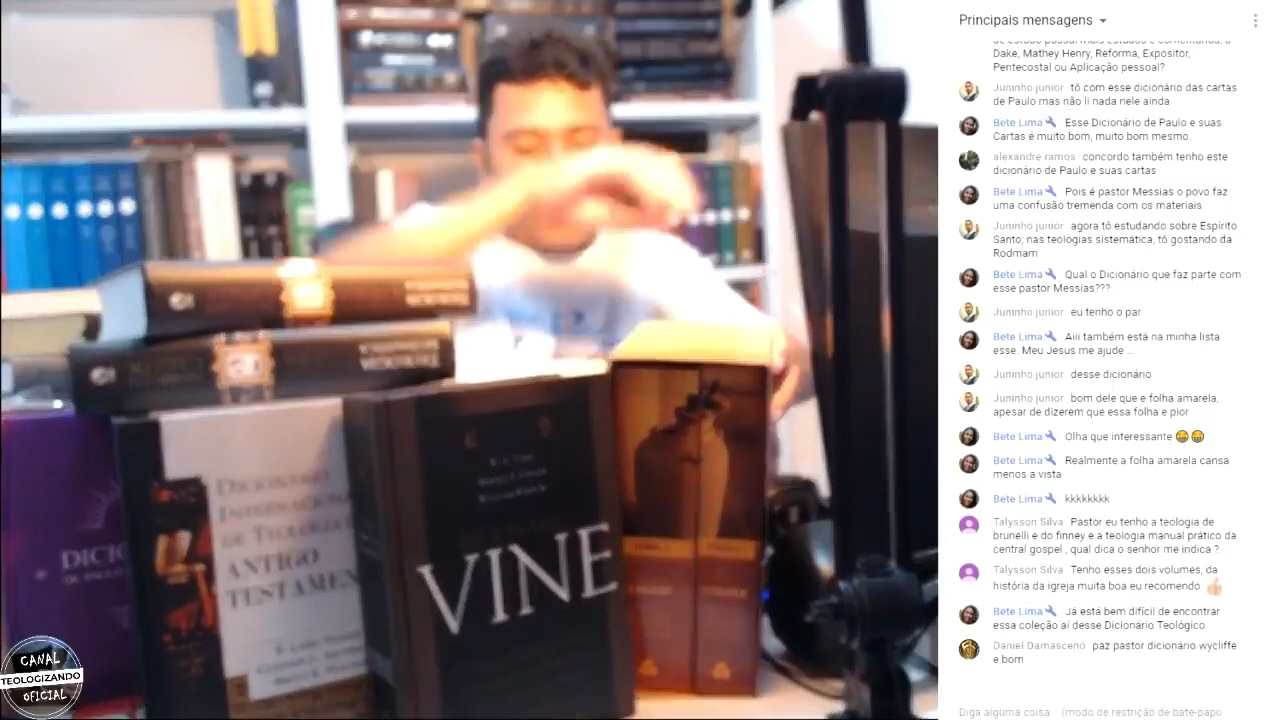 Principais mensagens
Dake, Mathey Henry, Reforma, Expositor,
Pentecostal ou Aplicação pessoal?
Juninho junior tô com esse dicionário das cartas
de Paulo mas não li nada nele ainda
Bete Lima Esse Dicionário de Paulo e suas
Cartas e muito bom, muito bom mesmo.
alexandre ramos concordo também tenho este
dicionário de Paulo e suas cartas
Bete Lima Pois é pastor Messias o povo faz
uma confusão tremenda com os materiais
Juninho junior agora tô estudando sobre Espírito
Santo, nas teologias sistematica, tô gostando da
Rodmam
Bete Lima Qual o Dicionário que faz parte com
esse pastor Messias???
Juninho junior eu tenho o par
Bete Lima Aiii também está na minha lista
esse. Meu Jesus me ajude ...
Juninho junior desse dicionário
Juninho junior bom dele que e folha amarela,
apesar de dizerem que essa folha e pior
Bete Lima Olha que interessante
Bete Lima Realmente a folha amarela cansa
menos a vista
Bete Lima kkkkkkkk
Talysson Silva Pastor eu tenho a teologia de
brunelli e do finney e a teologia manual prático da
central gospel , qual dica o senhor me indica ?
Talysson Silva Tenho esses dois volumes, da
história da igreja muita boa eu recomendo
Bete Lima Já está bem difícil de encontrar
essa coleção aí desse Dicionário Teológico
Daniel Damasceno paz pastor dicionário wycliffe
e bom
Diga alguma coisa... (modo de restrição de bate-papo
DICIO
DICIONÁRIO
INTERNACIONAL
DE TEOLOGIA DO
ANTIGO
TESTAMENTO
VINE
CANAL
TEOLOGIZANDO
OFICIAL